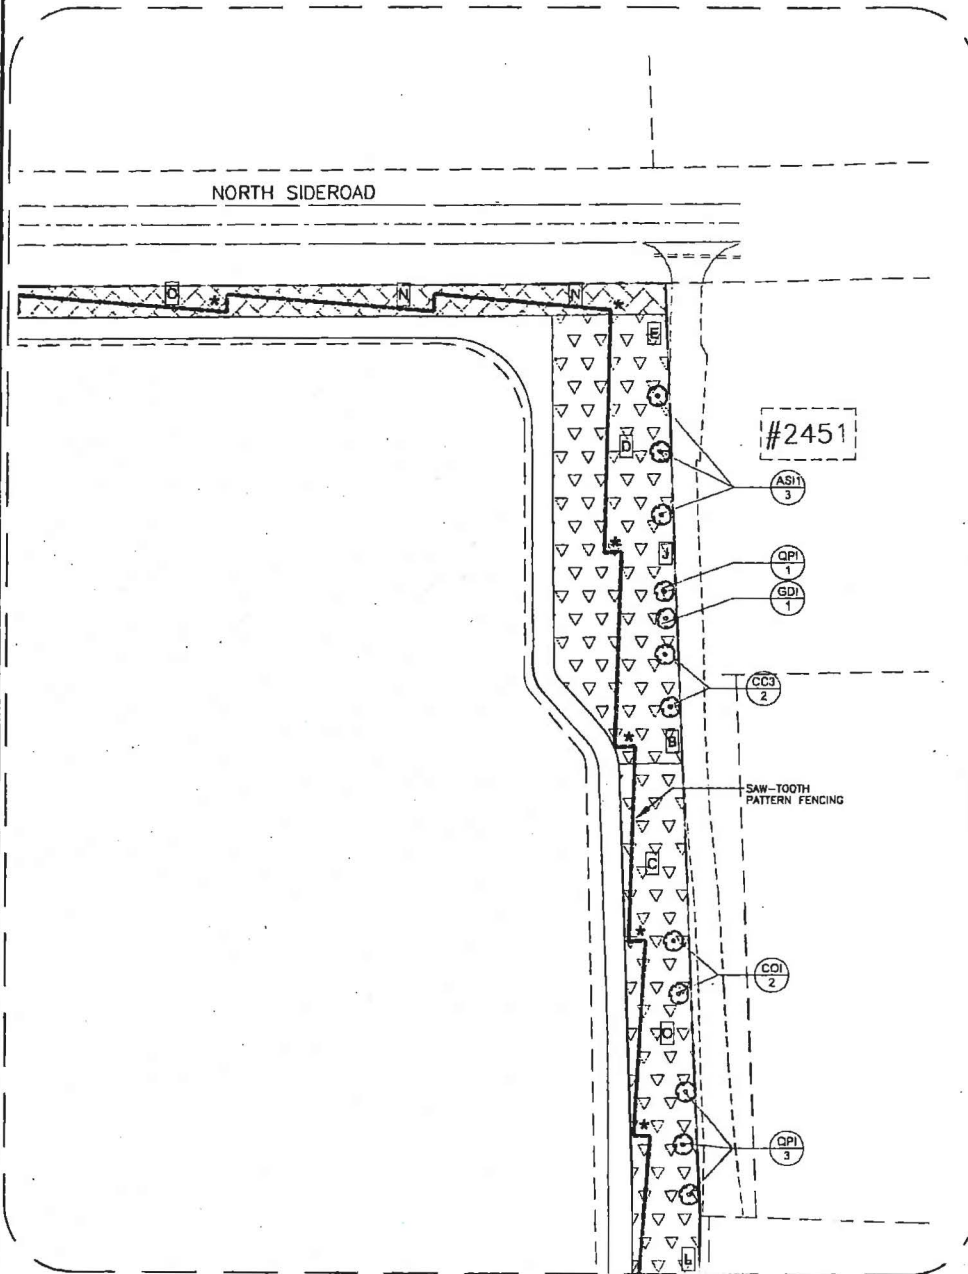 NORTH SIDEROAD
O
N
N
E
#2451
D
ASI1
3
J
QPI
1
GDI
1
CC3
2
B
SAW-TOOTH
PATTERN FENCING
C
COI
2
O
QPI
3
L